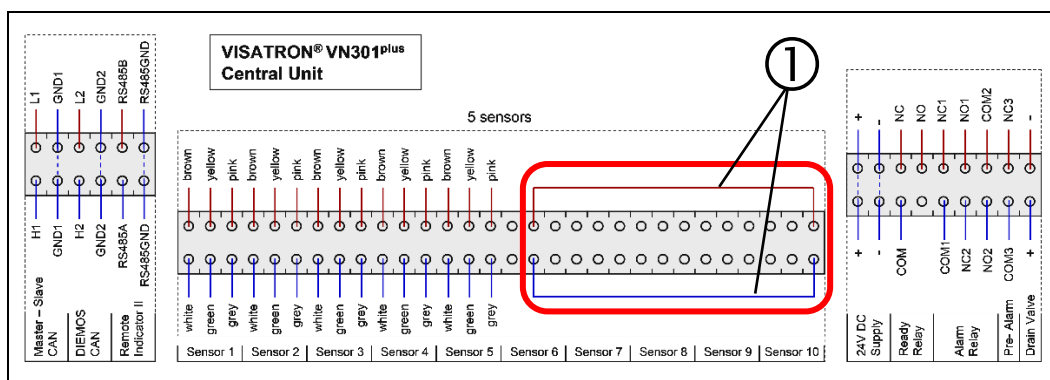 VISATRON® VN301plus
Central Unit
1
5 sensors
L1 GND1 L2 GND2 RS485B RS485GND
H1 GND1 H2 GND2 RS485A RS485GND
Master – Slave
CAN
DIEMOS
CAN
Remote
Indicator II
brown yellow pink brown yellow pink brown yellow pink brown yellow pink brown yellow pink
white green grey white green grey white green grey white green grey white green grey
Sensor 1 Sensor 2 Sensor 3 Sensor 4 Sensor 5 Sensor 6 Sensor 7 Sensor 8 Sensor 9 Sensor 10
+ - NC NO NC1 NO1 COM2 NC3 -
+ - COM COM1 NC2 NO2 COM3 +
24V DC
Supply
Ready
Relay
Alarm
Relay
Pre- Alarm
Drain Valve